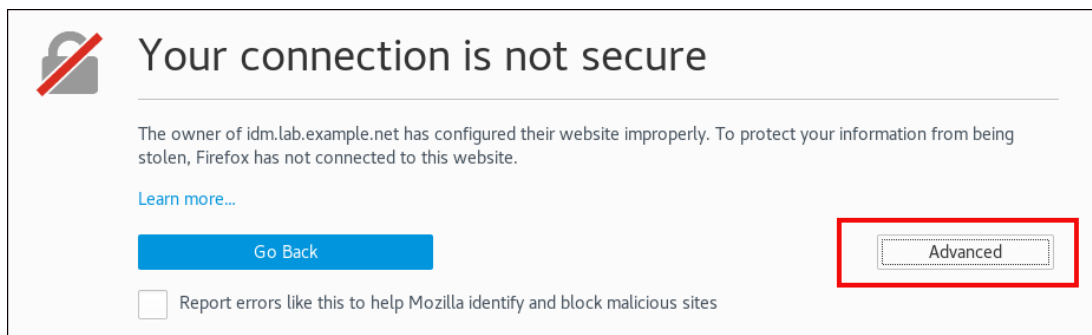 Your connection is not secure
The owner of idm.lab.example.net has configured their website improperly. To protect your information from being
stolen, Firefox has not connected to this website.
Learn more...
Go Back
Advanced
Report errors like this to help Mozilla identify and block malicious sites